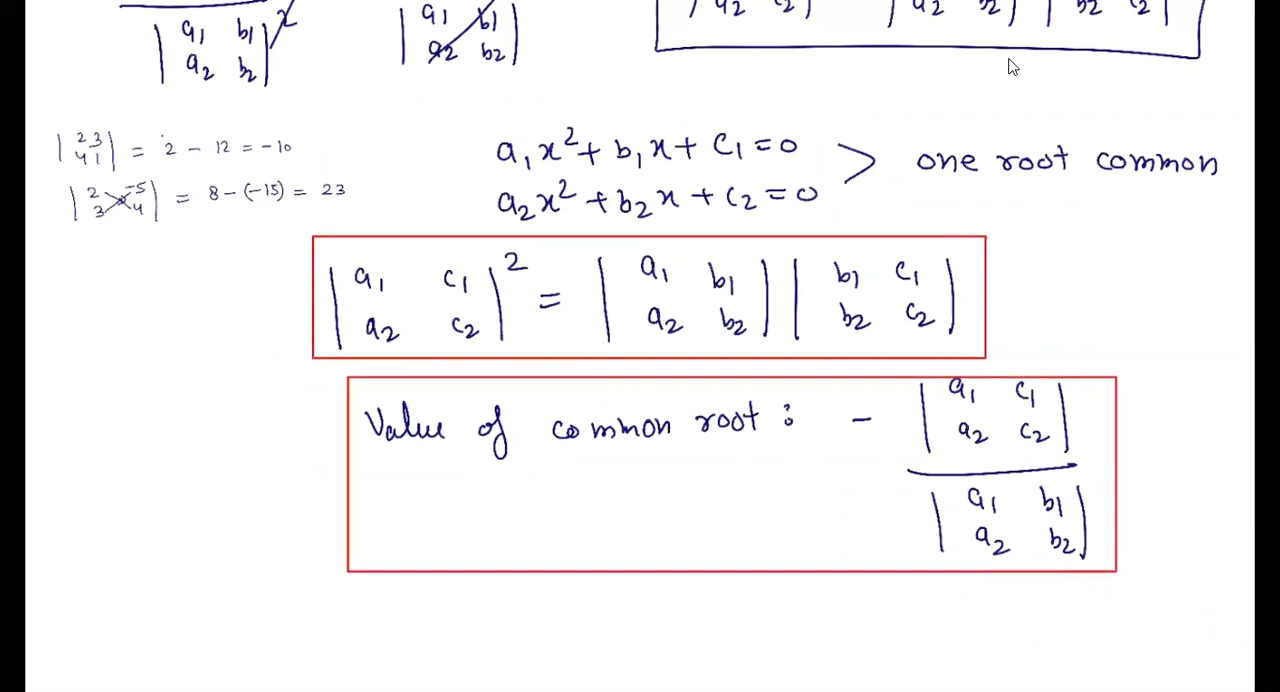 | a₁ b₁ |² | a₁ b₁ |
| a₂ b₂ | | a₂ b₂ |
| 2 3 | = 2 - 12 = -10
| 4 1 |
| 2 -5 | = 8 - (-15) = 23
| 3 4 |
a₁x² + b₁x + c₁ = 0 > one root common
a₂x² + b₂x + c₂ = 0
| a₁ c₁ |² = | a₁ b₁ | | b₁ c₁ |
| a₂ c₂ | | a₂ b₂ | | b₂ c₂ |
Value of common root : - | a₁ c₁ |
| a₂ c₂ |
| a₁ b₁ |
| a₂ b₂ |